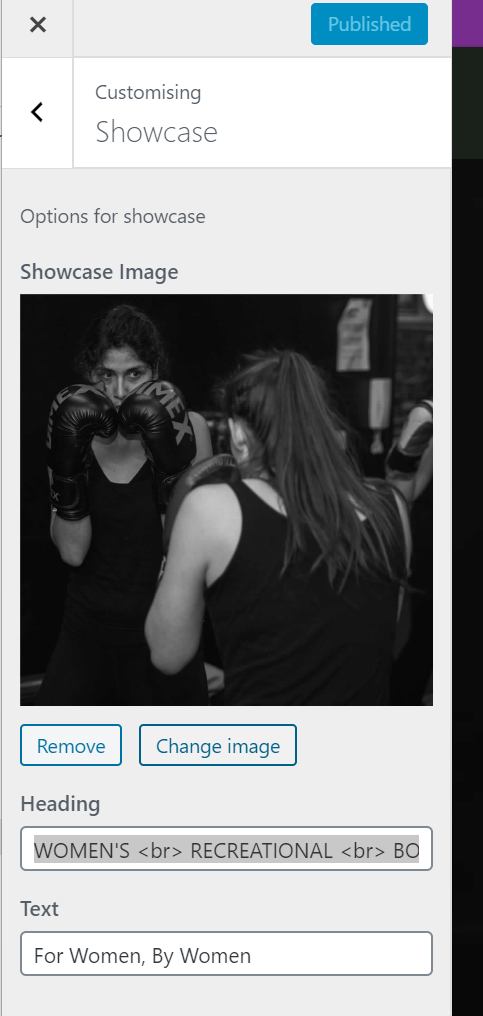 Published
Customising
Showcase
Options for showcase
Showcase Image
Remove
Change image
Heading
WOMEN'S <br> RECREATIONAL <br> BO
Text
For Women, By Women